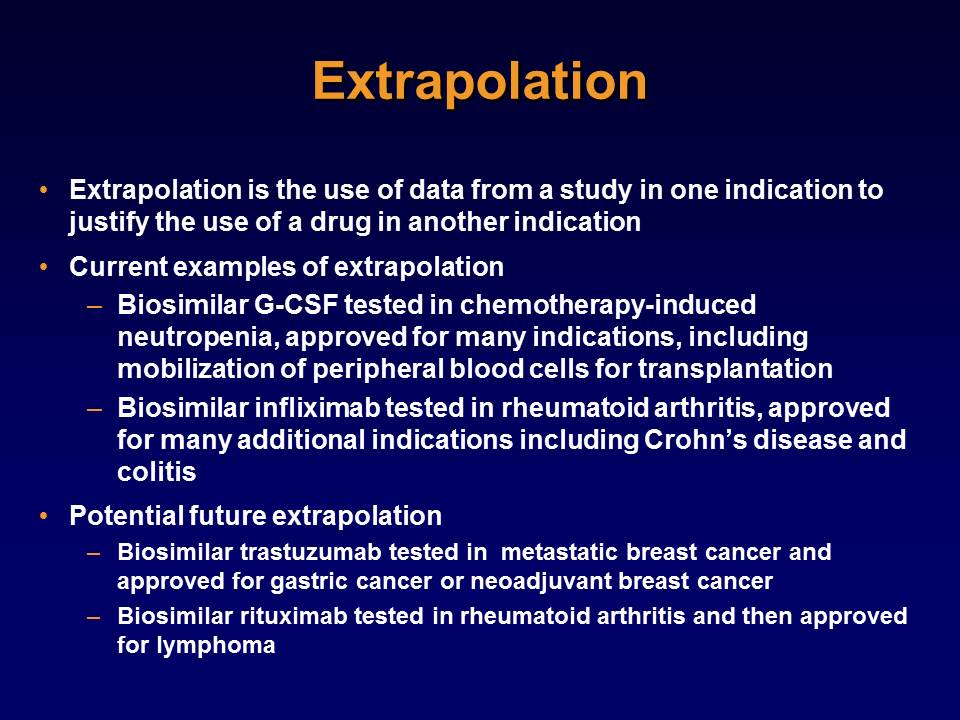 Extrapolation
• Extrapolation is the use of data from a study in one indication to
justify the use of a drug in another indication
• Current examples of extrapolation
– Biosimilar G-CSF tested in chemotherapy-induced
neutropenia, approved for many indications, including
mobilization of peripheral blood cells for transplantation
– Biosimilar infliximab tested in rheumatoid arthritis, approved
for many additional indications including Crohn’s disease and
colitis
• Potential future extrapolation
– Biosimilar trastuzumab tested in  metastatic breast cancer and
approved for gastric cancer or neoadjuvant breast cancer
– Biosimilar rituximab tested in rheumatoid arthritis and then approved
for lymphoma